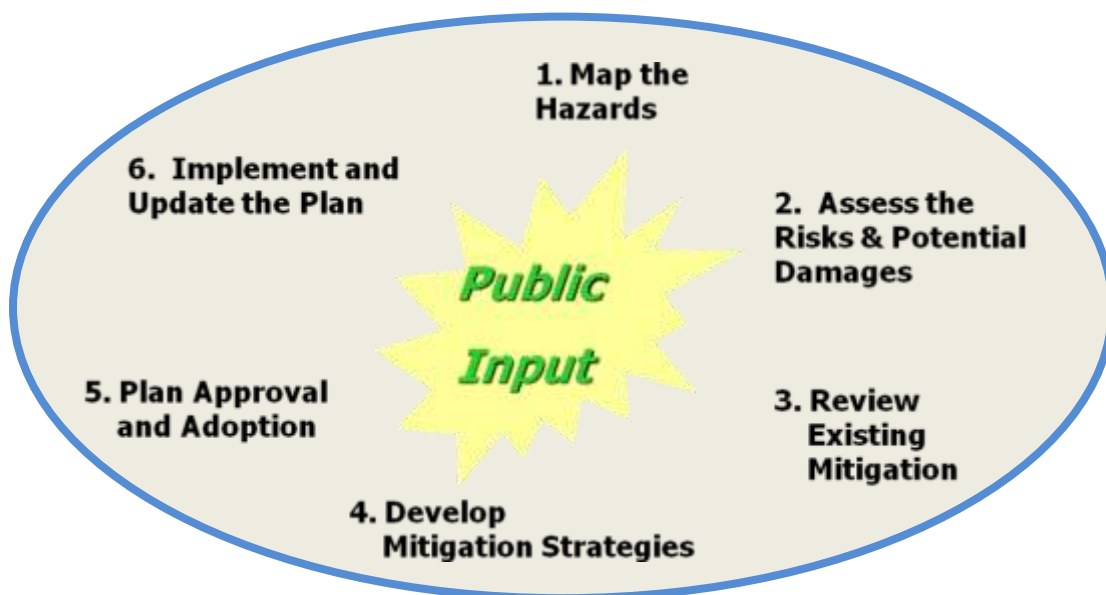 1. Map the
Hazards
2. Assess the
Risks & Potential
Damages
3. Review
Existing
Mitigation
4. Develop
Mitigation Strategies
5. Plan Approval
and Adoption
6. Implement and
Update the Plan
Public
Input